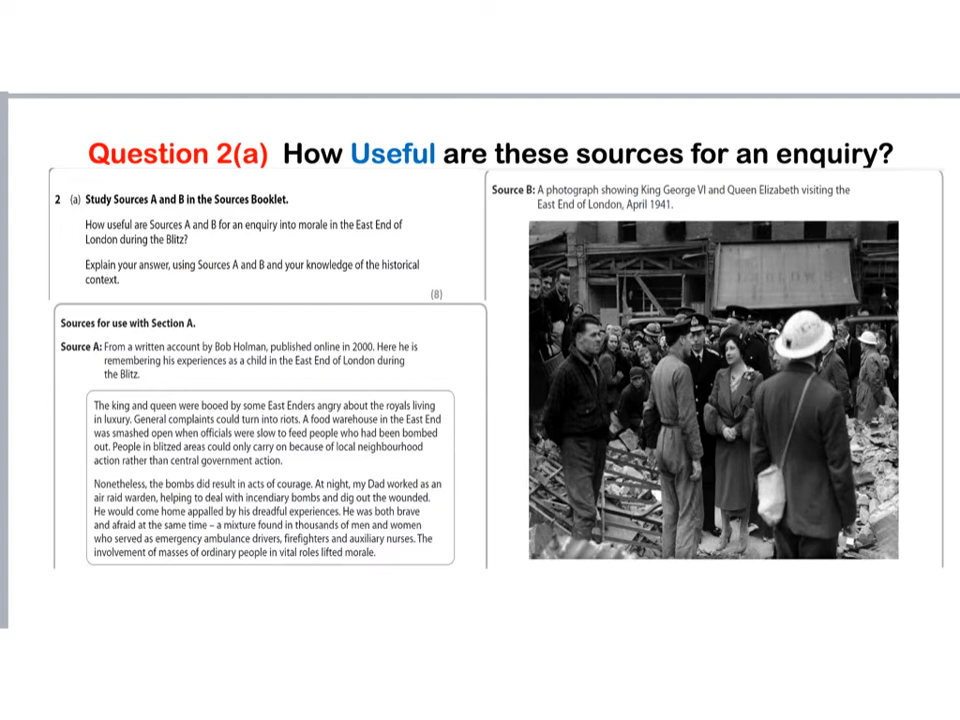 Question 2(a) How Useful are these sources for an enquiry?
2 (a) Study Sources A and B in the Sources Booklet.
How useful are Sources A and B for an enquiry into morale in the East End of
London during the Blitz?
Explain your answer, using Sources A and B and your knowledge of the historical
context.
(8)
Sources for use with Section A.
Source A: From a written account by Bob Holman, published online in 2000. Here he is
remembering his experiences as a child in the East End of London during
the Blitz.
The king and queen were booed by some East Enders angry about the royals living
in luxury. General complaints could turn into riots. A food warehouse in the East End
was smashed open when officials were slow to feed people who had been bombed
out. People in blitzed areas could only carry on because of local neighbourhood
action rather than central government action.
Nonetheless, the bombs did result in acts of courage. At night, my Dad worked as an
air raid warden, helping to deal with incendiary bombs and dig out the wounded.
He would come home appalled by his dreadful experiences. He was both brave
and afraid at the same time – a mixture found in thousands of men and women
who served as emergency ambulance drivers, firefighters and auxiliary nurses. The
involvement of masses of ordinary people in vital roles lifted morale.
Source B: A photograph showing King George VI and Queen Elizabeth visiting the
East End of London, April 1941.